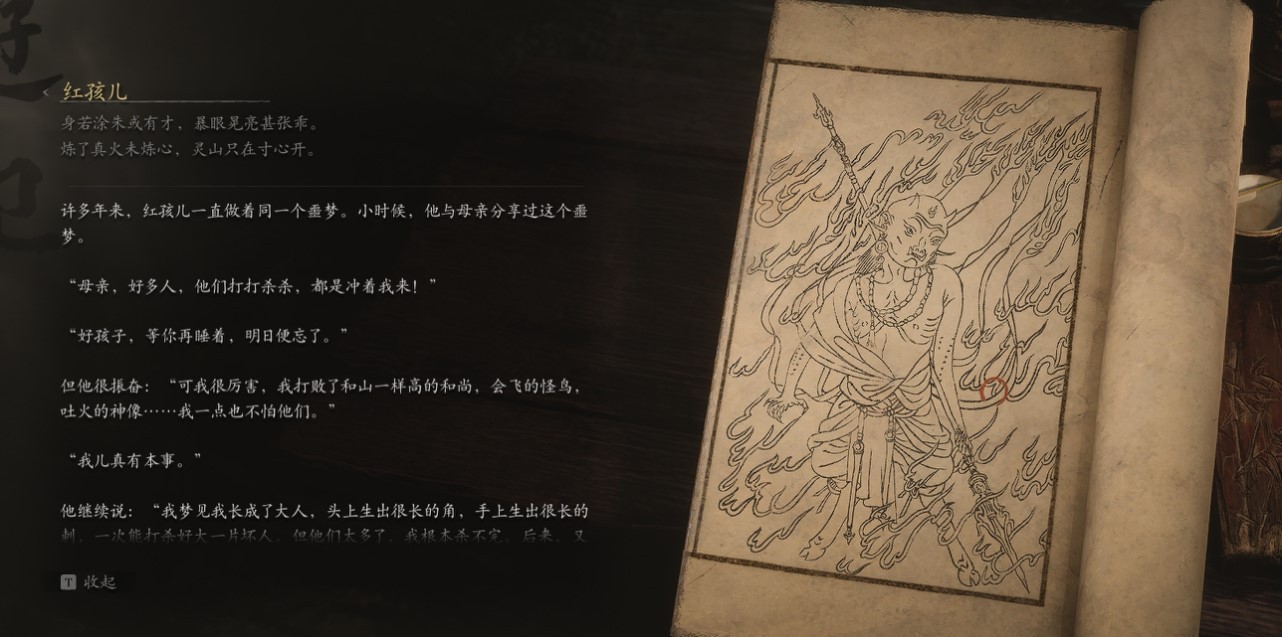 红孩儿
身若涂朱或有才，暴眼晃亮甚张乖。
炼了真火未炼心，灵山只在寸心开。
许多年来，红孩儿一直做着同一个噩梦。小时候，他与母亲分享过这个噩
梦。
“母亲，好多人，他们打打杀杀，都是冲着我来！”
“好孩子，等你再睡着，明日便忘了。”
但他很振奋：“可我很厉害，我打败了和山一样高的和尚，会飞的怪鸟，
吐火的神像……我一点也不怕他们。”
“我儿真有本事。”
他继续说：“我梦见我长成了大人，头上生出很长的角，手上生出很长的
刺，一次能打杀好大一片坏人。但他们太多了，我根本杀不完。后来，又
T 收起